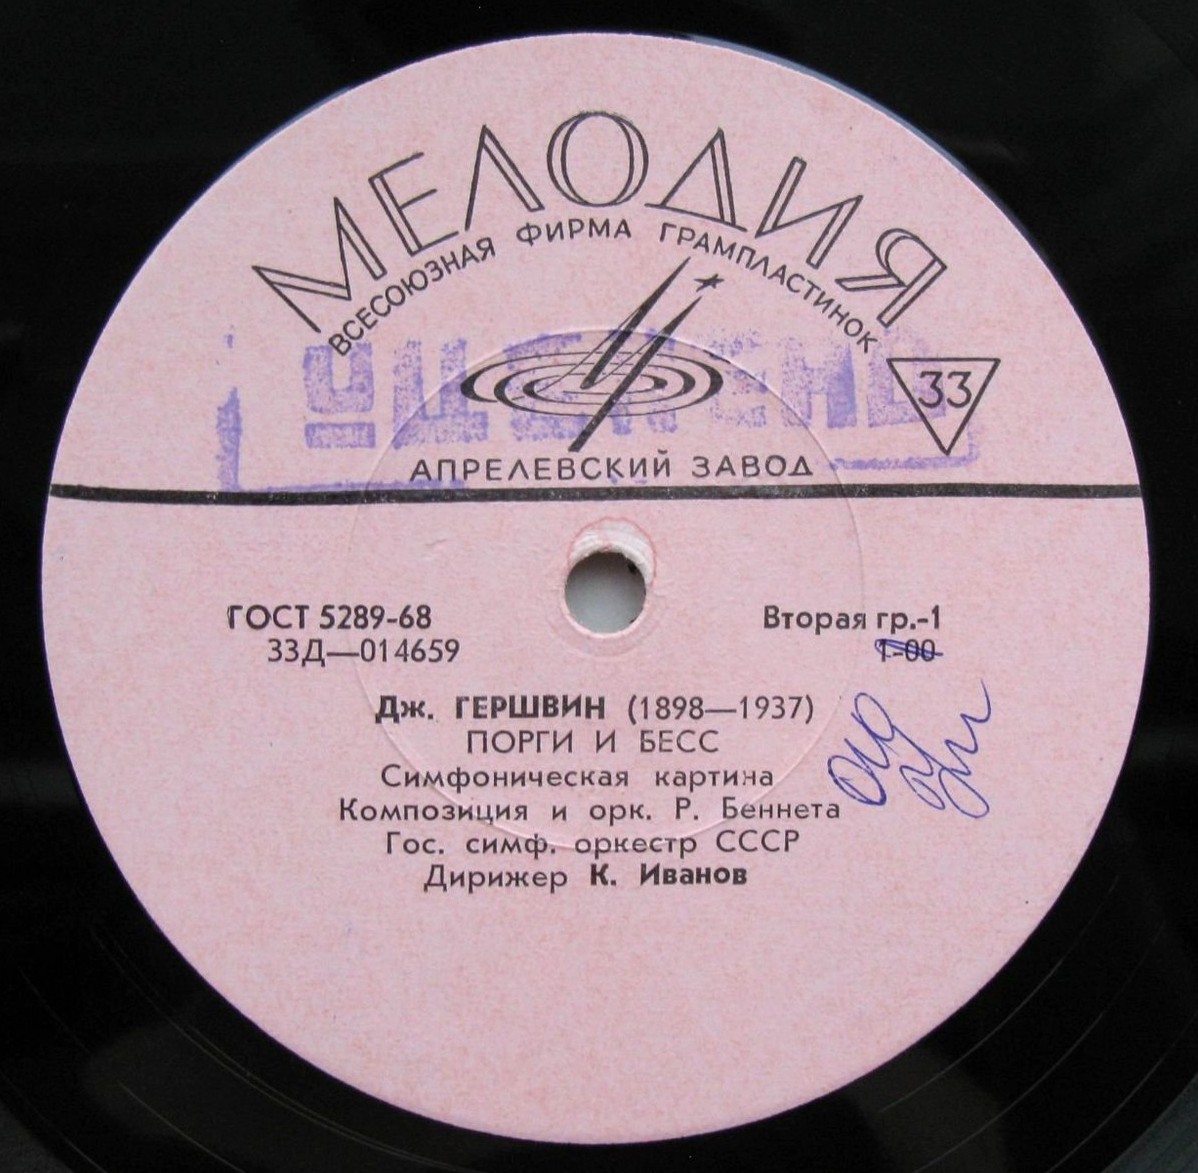 МЕЛОДИЯ
ВСЕСОЮЗНАЯ ФИРМА ГРАМПЛАСТИНОК
33
УЦЕНЕНО
АПРЕЛЕВСКИЙ ЗАВОД
ГОСТ 5289-68
33Д—014659
Вторая гр.-1
1-00
Дж. ГЕРШВИН (1898—1937)
ПОРГИ И БЕСС
Симфоническая картина
Композиция и орк. Р. Беннета
Гос. симф. оркестр СССР
Дирижер К. Иванов